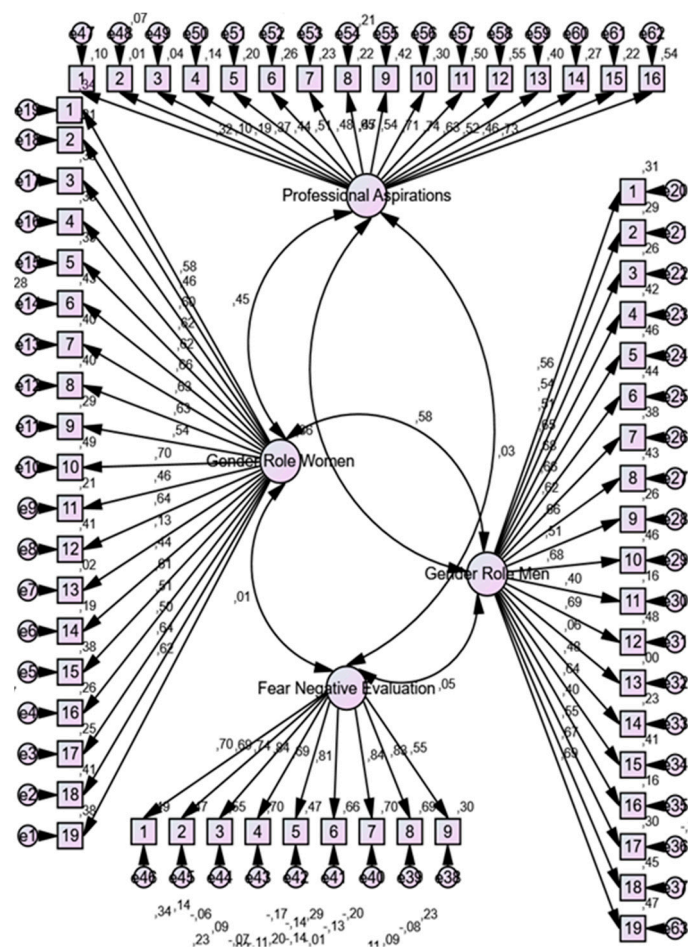 ,07 ,21
e47 e48 e49 e50 e51 e52 e53 e54 e55 e56 e57 e58 e59 e60 e61 e62
,10 ,01 ,04 ,14 ,20 ,26 ,23 ,22 ,42 ,30 ,50 ,55 ,40 ,27 ,22 ,54
1 2 3 4 5 6 7 8 9 10 11 12 13 14 15 16
,32 ,10 ,19 ,37 ,44 ,51 ,48 ,54 ,71 ,74 ,63 ,52 ,46 ,73
Professional Aspirations
,45
,58
,03
Gender Role Women
e19 1
e18 2
e17 3
e16 4
e15 5
28
e14 6
e13 7
,40
e12 8
,29
e11 9
,49
e10 10
,21
e9 11
,41
e8 12
,02
e7 13
,19
e6 14
,38
e5 15
,26
e4 16
,25
e3 17
,41
e2 18
,38
e1 19
,58
,46
,60
,62
,62
,66
,63
,63
,54
,70
,46
,64
,13
,44
,61
,51
,50
,64
,62
Gender Role Men
,31
1 e20
,29
2 e21
,26
3 e22
,42
4 e23
,46
5 e24
,44
6 e25
,38
7 e26
,43
8 e27
,26
9 e28
,46
10 e29
,16
11 e30
,48
12 e31
,00
13 e32
,23
14 e33
,41
15 e34
,16
16 e35
,30
17 e36
,45
18 e37
,47
19 e63
,56
,54
,51
,65
,68
,66
,62
,66
,51
,68
,40
,69
,06
,48
,64
,40
,55
,67
,69
,01
Fear Negative Evaluation
,05
,70 ,69 ,74 ,84 ,69 ,81 ,84 ,83 ,55
,49 ,47 ,55 ,70 ,47 ,66 ,70 ,69 ,30
1 2 3 4 5 6 7 8 9
e46 e45 e44 e43 e42 e41 e40 e39 e38
,34 ,14 -,06 -,17 ,29 -,20 ,23
,09 -,14 -,13 -,08
,23 -,07 ,20 -,14 ,01 ,09